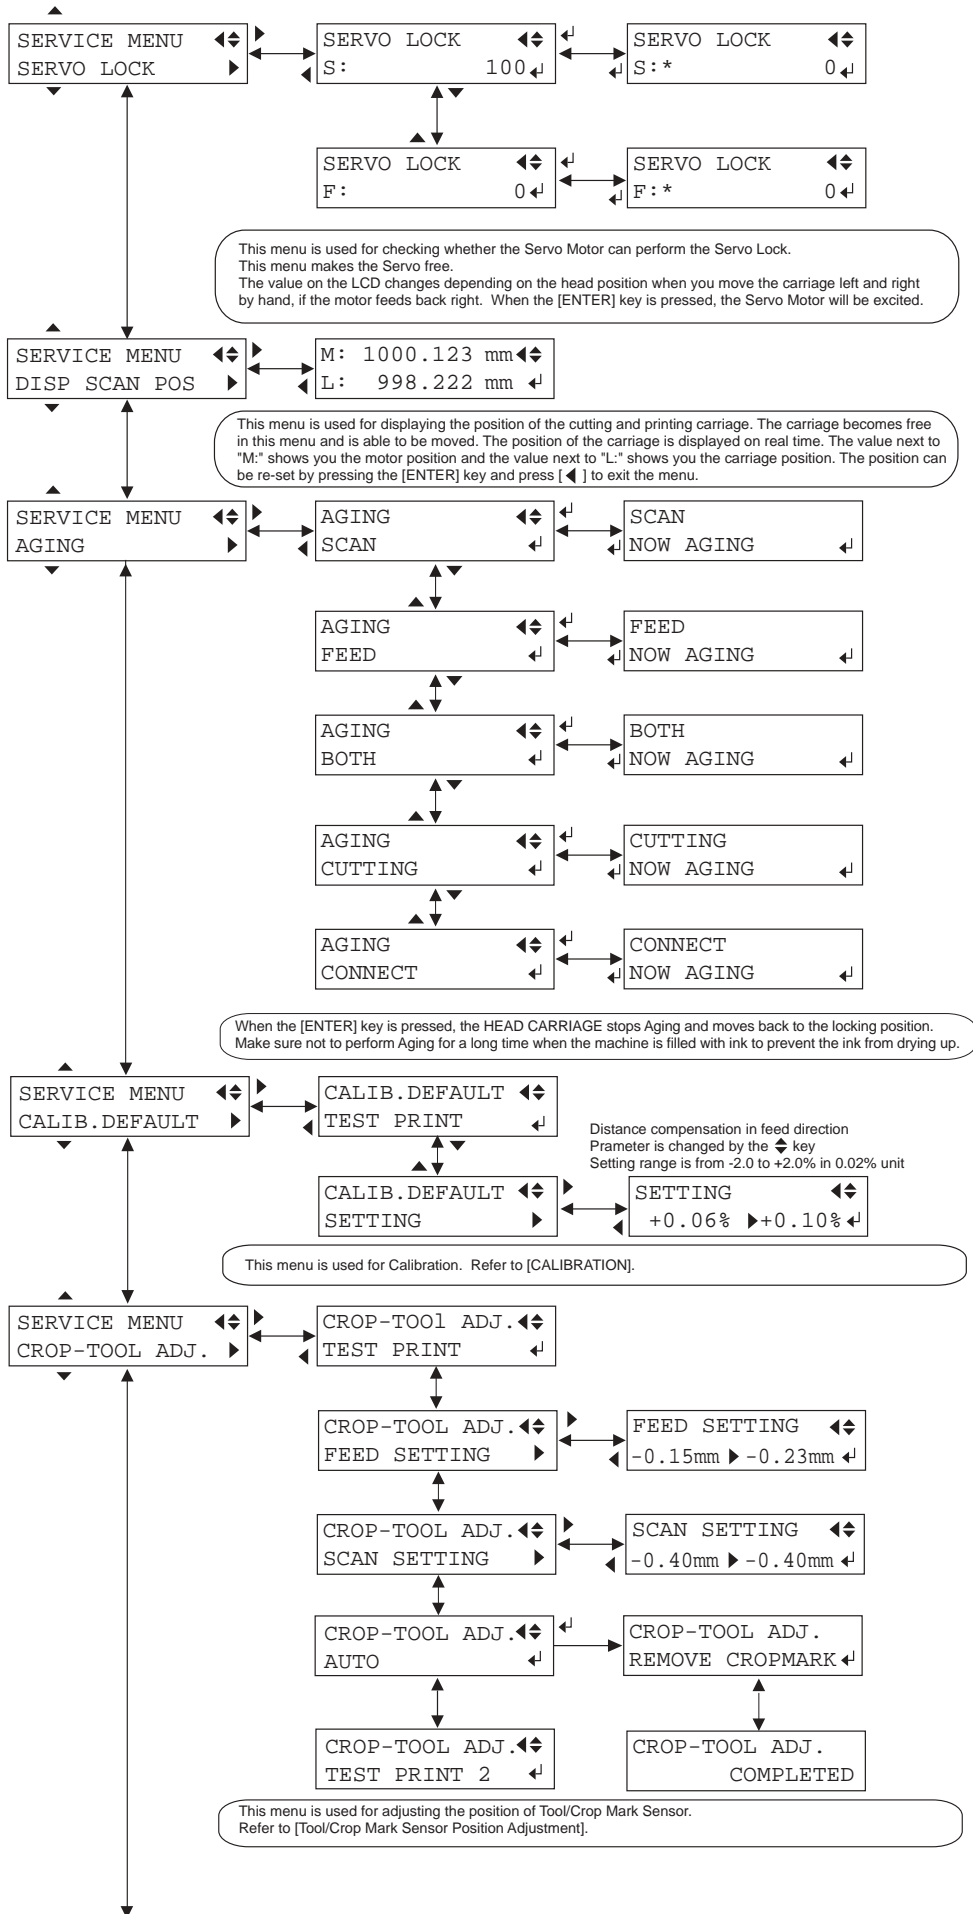 SERVICE MENU
SERVO LOCK
SERVO LOCK
S: 100
SERVO LOCK
S:* 0
SERVO LOCK
F: 0
SERVO LOCK
F:* 0
This menu is used for checking whether the Servo Motor can perform the Servo Lock.
This menu makes the Servo free.
The value on the LCD changes depending on the head position when you move the carriage left and right
by hand, if the motor feeds back right. When the [ENTER] key is pressed, the Servo Motor will be excited.
SERVICE MENU
DISP SCAN POS
M: 1000.123 mm
L: 998.222 mm
This menu is used for displaying the position of the cutting and printing carriage. The carriage becomes free
in this menu and is able to be moved. The position of the carriage is displayed on real time. The value next to
"M:" shows you the motor position and the value next to "L:" shows you the carriage position. The position can
be re-set by pressing the [ENTER] key and press [ ◀ ] to exit the menu.
SERVICE MENU
AGING
AGING
SCAN
SCAN
NOW AGING
AGING
FEED
FEED
NOW AGING
AGING
BOTH
BOTH
NOW AGING
AGING
CUTTING
CUTTING
NOW AGING
AGING
CONNECT
CONNECT
NOW AGING
When the [ENTER] key is pressed, the HEAD CARRIAGE stops Aging and moves back to the locking position.
Make sure not to perform Aging for a long time when the machine is filled with ink to prevent the ink from drying up.
SERVICE MENU
CALIB.DEFAULT
CALIB.DEFAULT
TEST PRINT
Distance compensation in feed direction
Prameter is changed by the ◆ key
Setting range is from -2.0 to +2.0% in 0.02% unit
CALIB.DEFAULT
SETTING
SETTING
+0.06% ▶+0.10%
This menu is used for Calibration. Refer to [CALIBRATION].
SERVICE MENU
CROP-TOOL ADJ.
CROP-TOOl ADJ.
TEST PRINT
CROP-TOOL ADJ.
FEED SETTING
FEED SETTING
-0.15mm ▶ -0.23mm
CROP-TOOL ADJ.
SCAN SETTING
SCAN SETTING
-0.40mm ▶ -0.40mm
CROP-TOOL ADJ.
AUTO
CROP-TOOL ADJ.
REMOVE CROPMARK
CROP-TOOL ADJ.
TEST PRINT 2
CROP-TOOL ADJ.
COMPLETED
This menu is used for adjusting the position of Tool/Crop Mark Sensor.
Refer to [Tool/Crop Mark Sensor Position Adjustment].